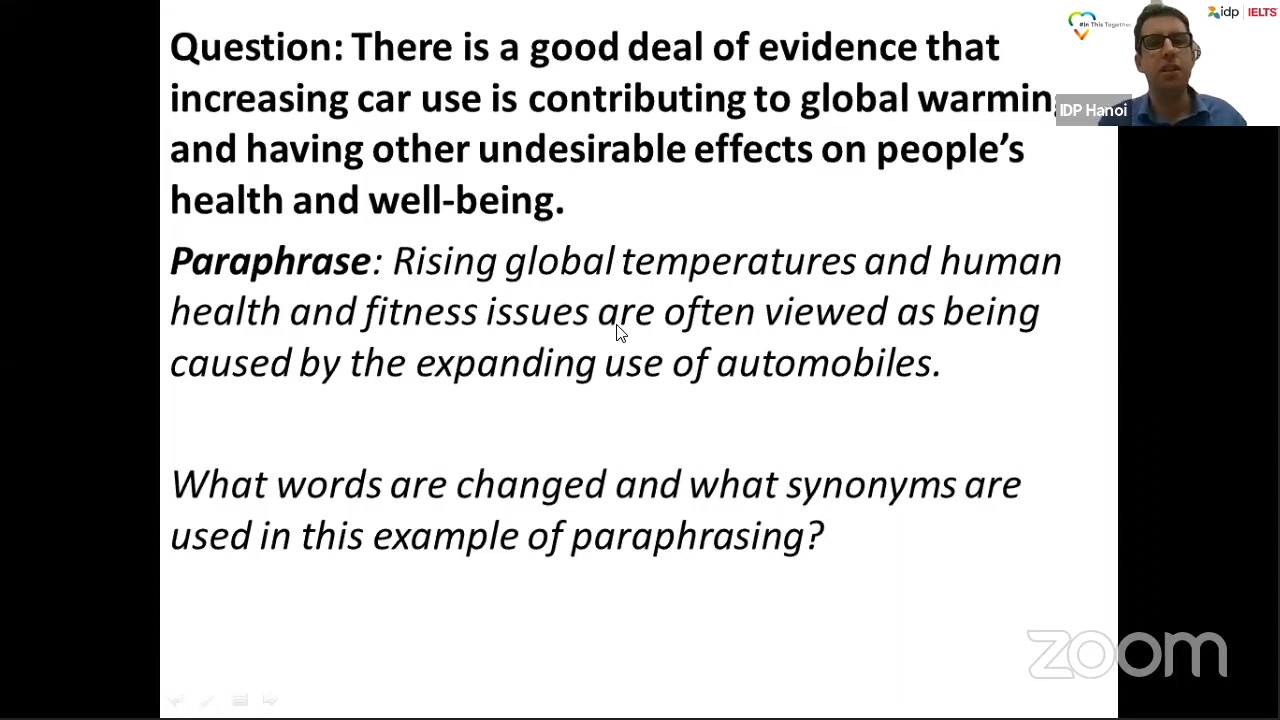 Question: There is a good deal of evidence that
increasing car use is contributing to global warmin
and having other undesirable effects on people's
health and well-being.
Paraphrase: Rising global temperatures and human
health and fitness issues are often viewed as being
caused by the expanding use of automobiles.
What words are changed and what synonyms are
used in this example of paraphrasing?
#In This Together
idp IELTS
IDP Hanoi
zoom